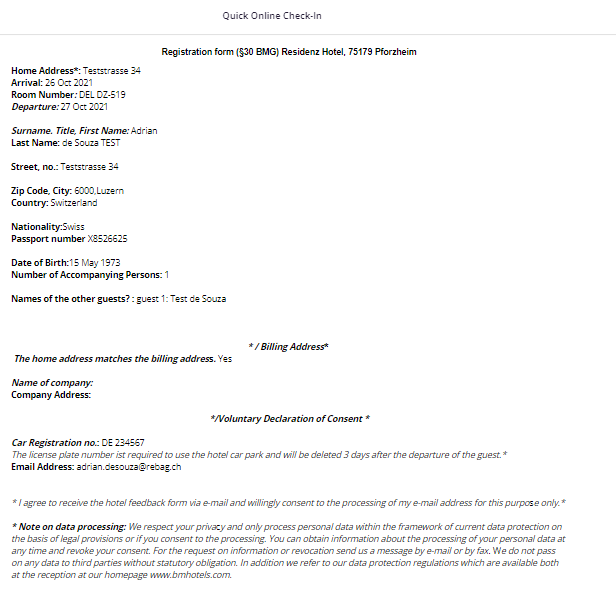 Quick Online Check-In
Registration form (§30 BMG) Residenz Hotel, 75179 Pforzheim
Home Address*: Teststrasse 34
Arrival: 26 Oct 2021
Room Number: DEL DZ-519
Departure: 27 Oct 2021
Surname. Title, First Name: Adrian
Last Name: de Souza TEST
Street, no.: Teststrasse 34
Zip Code, City: 6000,Luzern
Country: Switzerland
Nationality:Swiss
Passport number X8526625
Date of Birth:15 May 1973
Number of Accompanying Persons: 1
Names of the other guests? : guest 1: Test de Souza
* / Billing Address*
The home address matches the billing address. Yes
Name of company:
Company Address:
*/Voluntary Declaration of Consent *
Car Registration no.: DE 234567
The license plate number ist required to use the hotel car park and will be deleted 3 days after the departure of the guest.*
Email Address: adrian.desouza@rebag.ch
* I agree to receive the hotel feedback form via e-mail and willingly consent to the processing of my e-mail address for this purpose only.*
* Note on data processing: We respect your privacy and only process personal data within the framework of current data protection on
the basis of legal provisions or if you consent to the processing. You can obtain information about the processing of your personal data at
any time and revoke your consent. For the request on information or revocation send us a message by e-mail or by fax. We do not pass
on any data to third parties without statutory obligation. In addition we refer to our data protection regulations which are available both
at the reception at our homepage www.bmhotels.com.